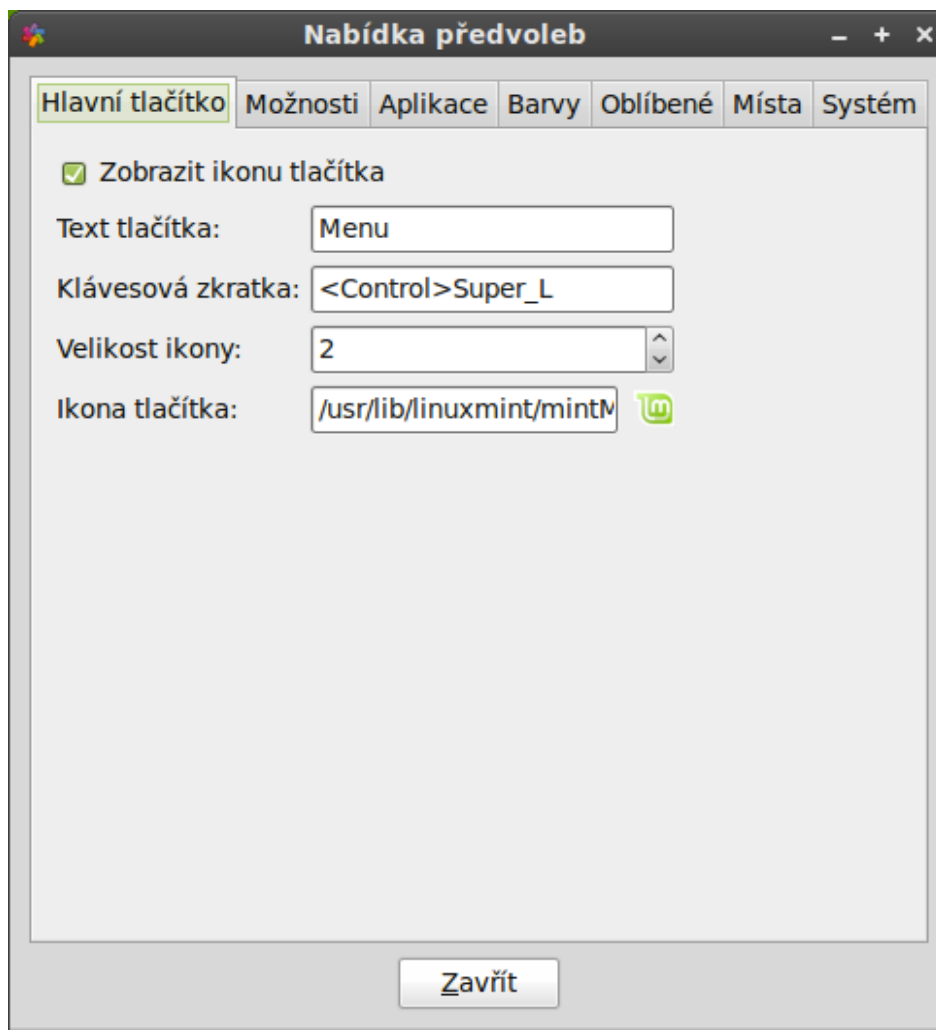 Nabídka předvoleb
Hlavní tlačítko Možnosti Aplikace Barvy Oblíbené Místa Systém
Zobrazit ikonu tlačítka
Text tlačítka: Menu
Klávesová zkratka: <Control>Super_L
Velikost ikony: 2
Ikona tlačítka: /usr/lib/linuxmint/mintM
Zavřít